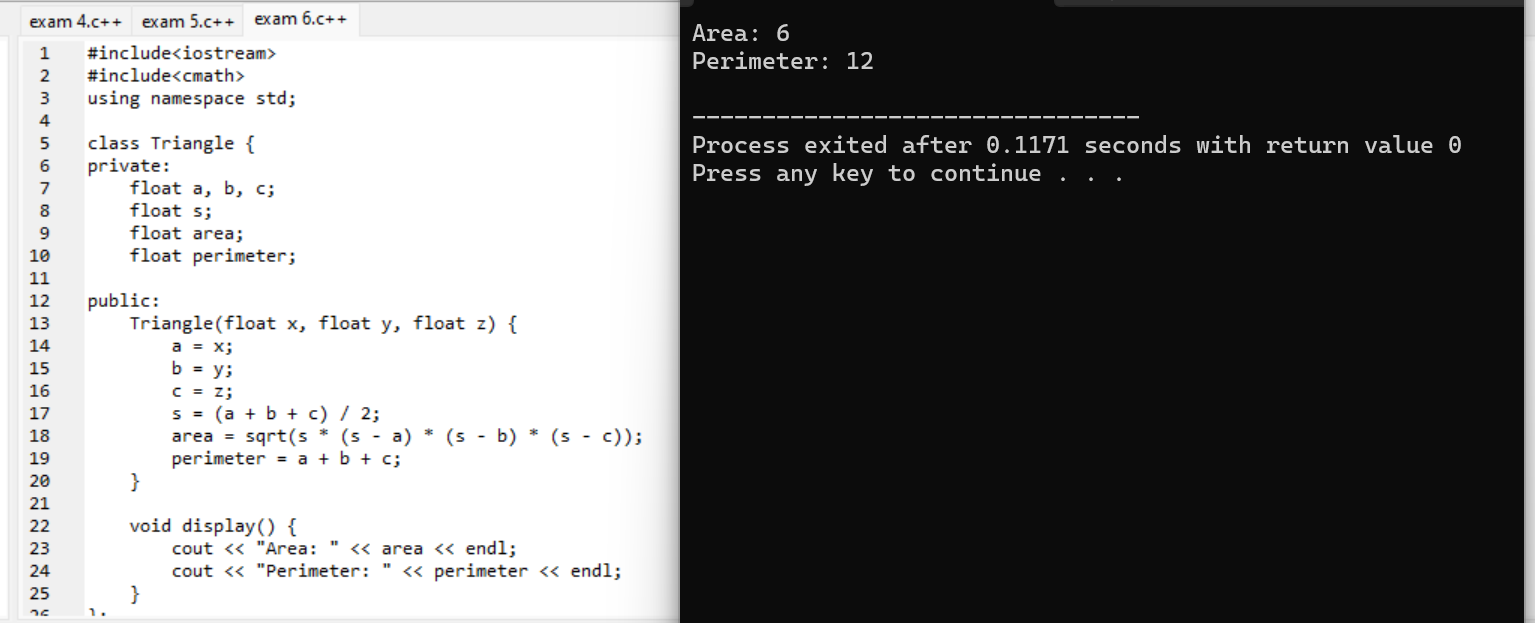 exam 4.c++ exam 5.c++ exam 6.c++
1 #include<iostream>
2 #include<cmath>
3 using namespace std;
4
5 class Triangle {
6 private:
7 float a, b, c;
8 float s;
9 float area;
10 float perimeter;
11
12 public:
13 Triangle(float x, float y, float z) {
14 a = x;
15 b = y;
16 c = z;
17 s = (a + b + c) / 2;
18 area = sqrt(s * (s - a) * (s - b) * (s - c));
19 perimeter = a + b + c;
20 }
21
22 void display() {
23 cout << "Area: " << area << endl;
24 cout << "Perimeter: " << perimeter << endl;
25 }
26 };
Area: 6
Perimeter: 12
--------------------------------
Process exited after 0.1171 seconds with return value 0
Press any key to continue . . .